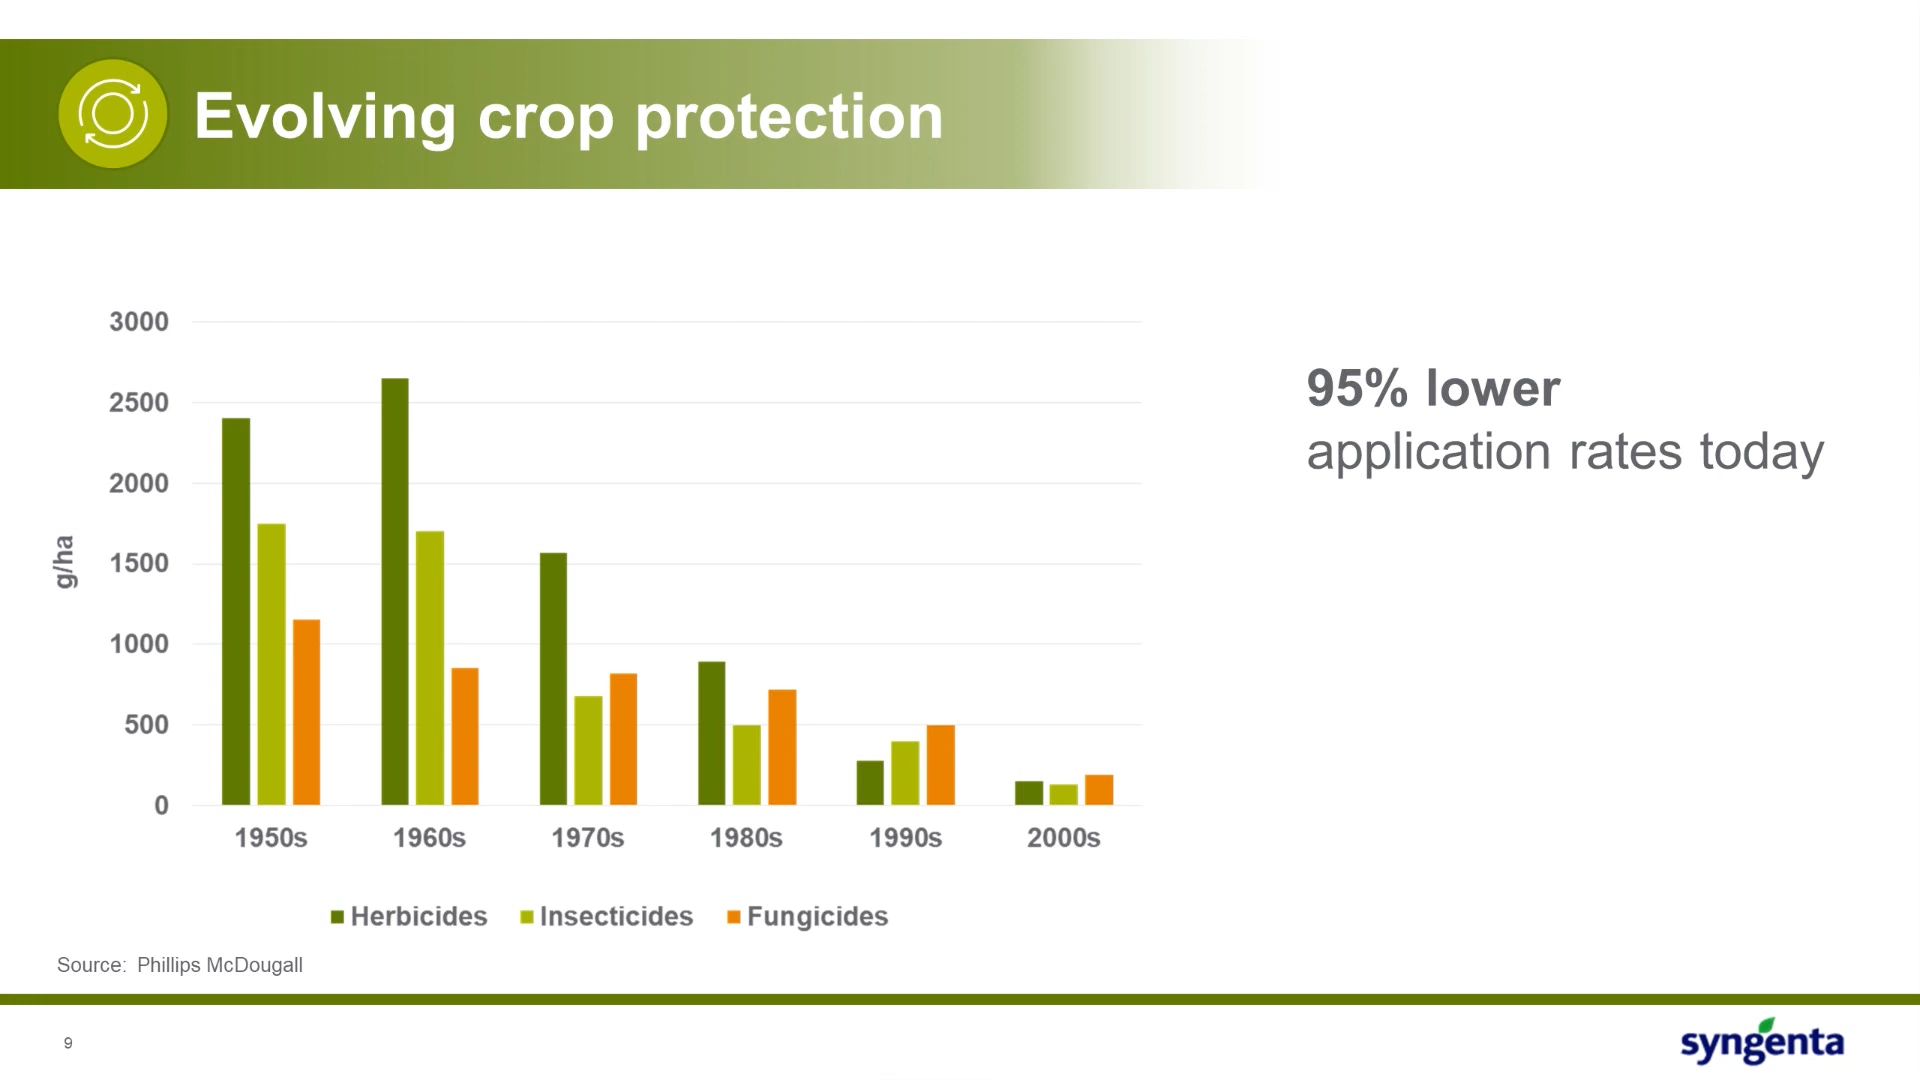 Evolving crop protection
3000
2500
2000
1500
1000
500
0
g/ha
1950s 1960s 1970s 1980s 1990s 2000s
Herbicides Insecticides Fungicides
95% lower
application rates today
Source: Phillips McDougall
9
syngenta